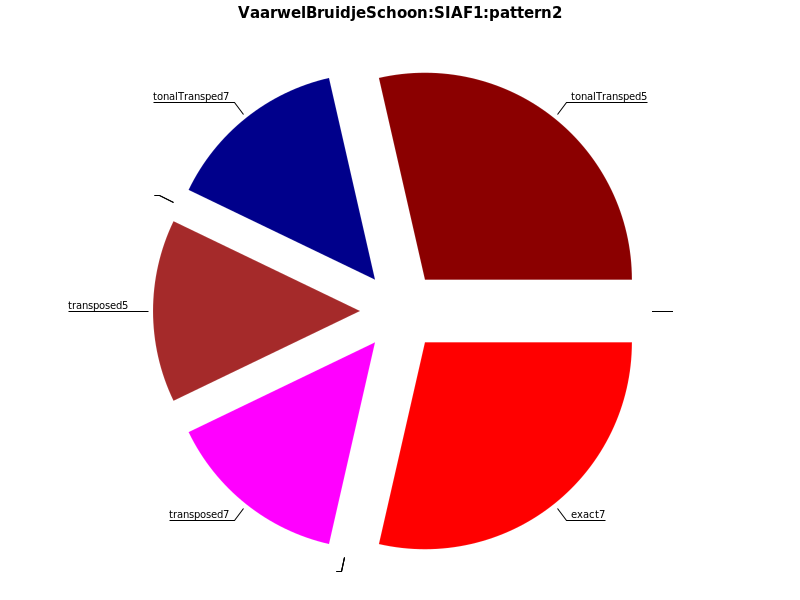 VaarwelBruidjeSchoon:SIAF1:pattern2
tonalTransped7
tonalTransped5
transposed5
transposed7
exact7